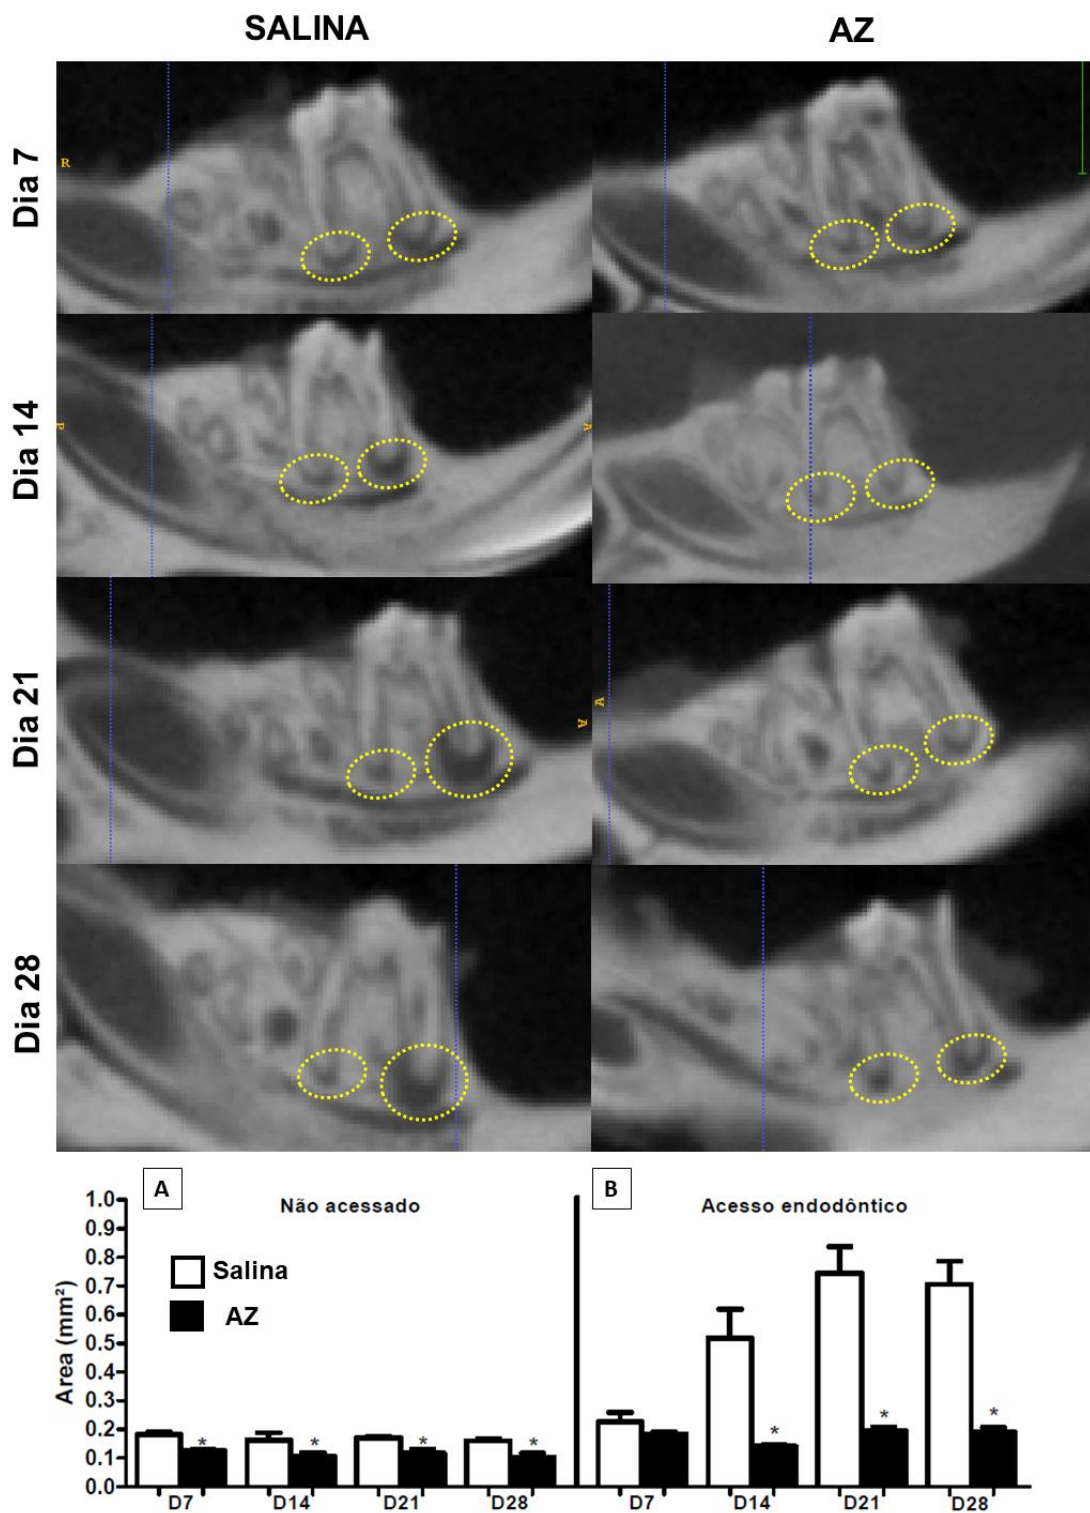 SALINA
AZ
Dia 7
R
Dia 14
P
A
Dia 21
A
A
Dia 28
A
B
1.0
0.9
0.8
0.7
0.6
0.5
0.4
0.3
0.2
0.1
0.0
Area (mm²)
Não acessado
Acesso endodôntico
Salina
AZ
* * * *
* * *
D7 D14 D21 D28
D7 D14 D21 D28